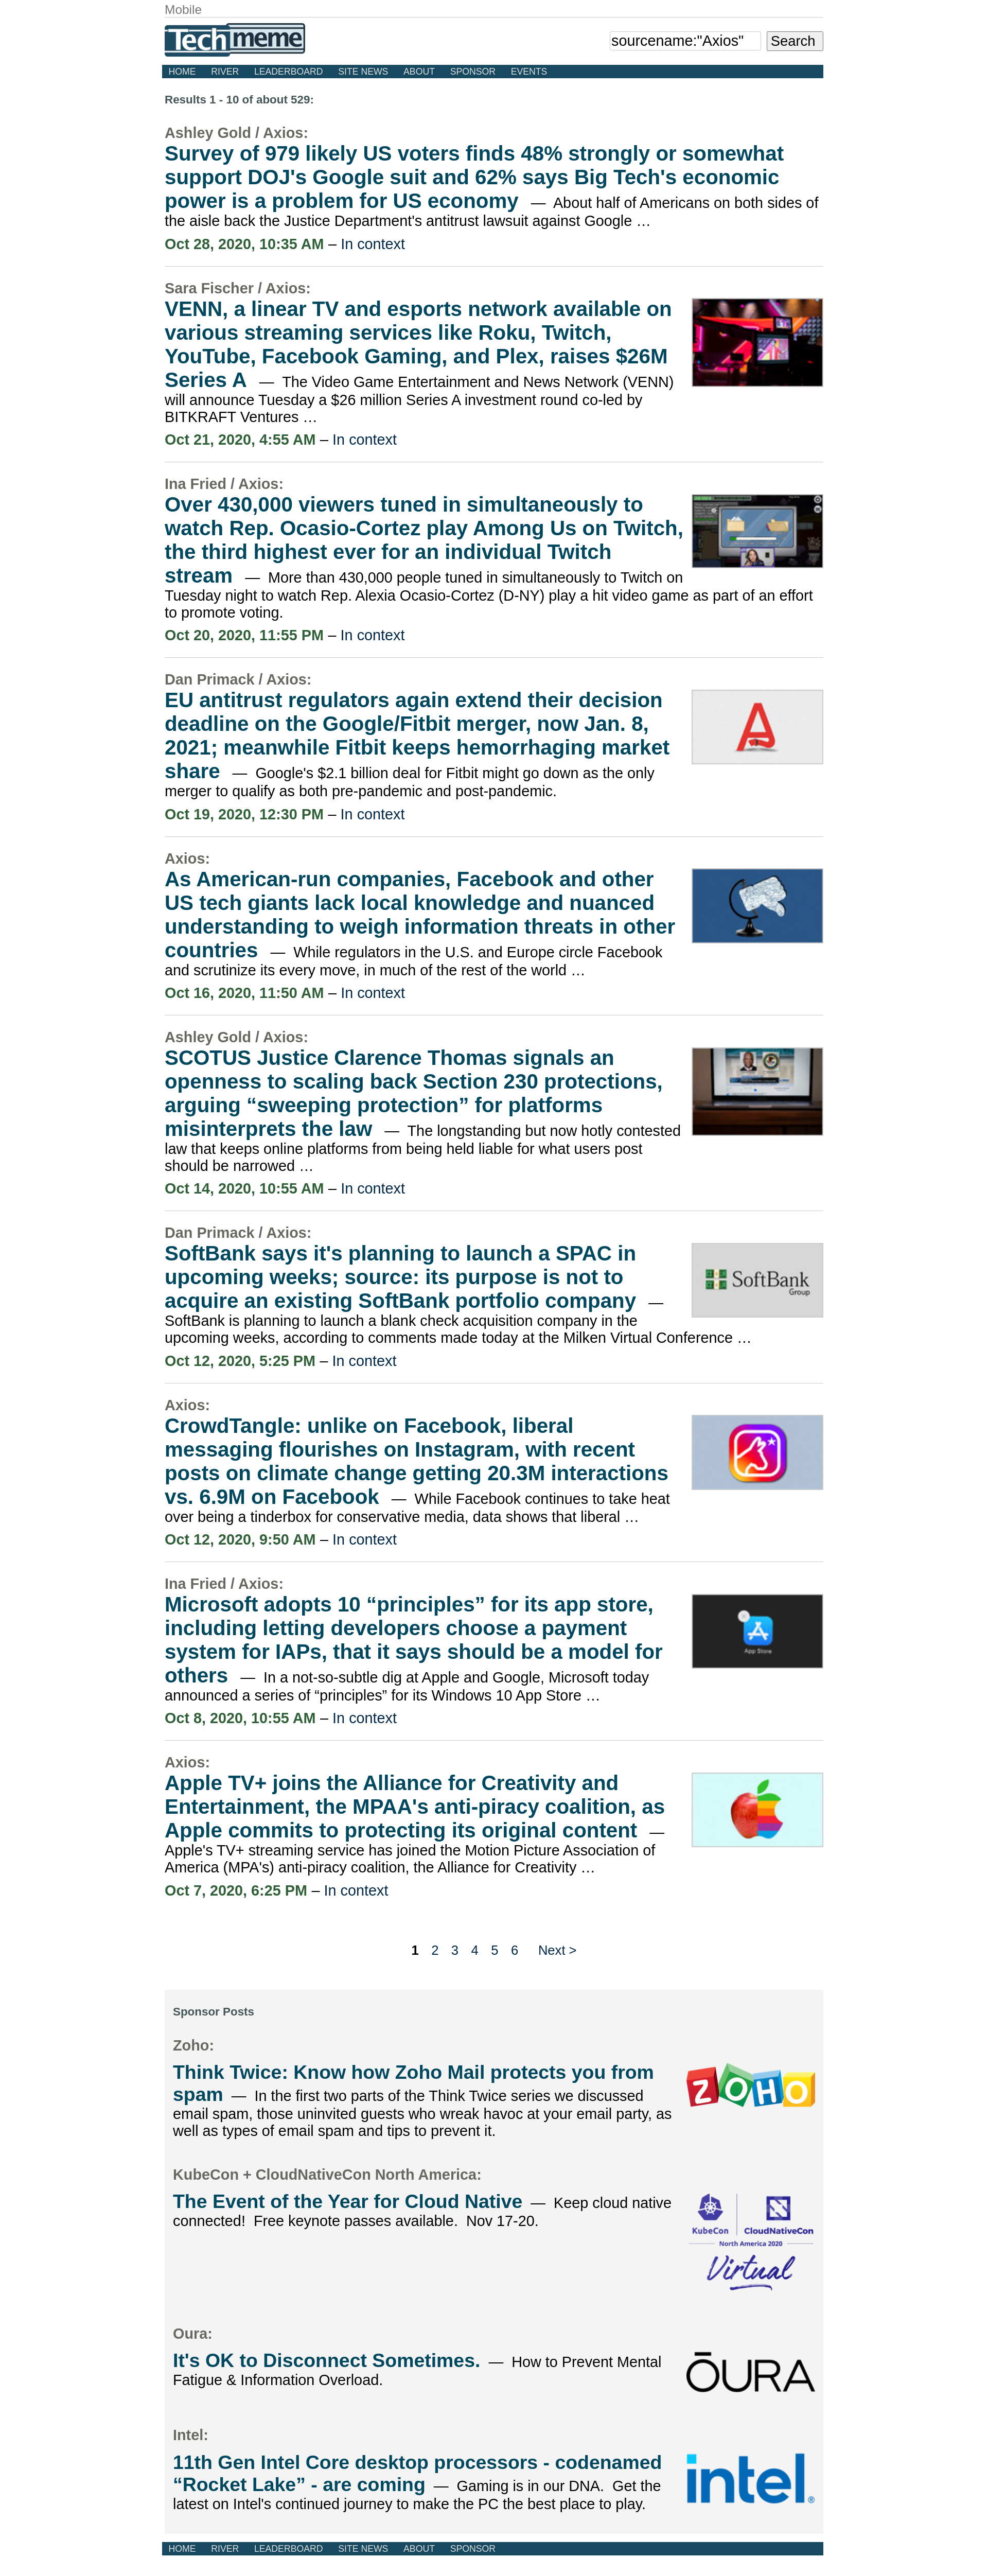 Mobile
Techmeme
sourcename:"Axios"
Search
HOME RIVER LEADERBOARD SITE NEWS ABOUT SPONSOR EVENTS
Results 1 - 10 of about 529:
Ashley Gold / Axios:
Survey of 979 likely US voters finds 48% strongly or somewhat
support DOJ's Google suit and 62% says Big Tech's economic
power is a problem for US economy — About half of Americans on both sides of
the aisle back the Justice Department's antitrust lawsuit against Google …
Oct 28, 2020, 10:35 AM – In context
Sara Fischer / Axios:
VENN, a linear TV and esports network available on
various streaming services like Roku, Twitch,
YouTube, Facebook Gaming, and Plex, raises $26M
Series A — The Video Game Entertainment and News Network (VENN)
will announce Tuesday a $26 million Series A investment round co-led by
BITKRAFT Ventures …
Oct 21, 2020, 4:55 AM – In context
Ina Fried / Axios:
Over 430,000 viewers tuned in simultaneously to
watch Rep. Ocasio-Cortez play Among Us on Twitch,
the third highest ever for an individual Twitch
stream — More than 430,000 people tuned in simultaneously to Twitch on
Tuesday night to watch Rep. Alexia Ocasio-Cortez (D-NY) play a hit video game as part of an effort
to promote voting.
Oct 20, 2020, 11:55 PM – In context
Dan Primack / Axios:
EU antitrust regulators again extend their decision
deadline on the Google/Fitbit merger, now Jan. 8,
2021; meanwhile Fitbit keeps hemorrhaging market
share — Google's $2.1 billion deal for Fitbit might go down as the only
merger to qualify as both pre-pandemic and post-pandemic.
Oct 19, 2020, 12:30 PM – In context
Axios:
As American-run companies, Facebook and other
US tech giants lack local knowledge and nuanced
understanding to weigh information threats in other
countries — While regulators in the U.S. and Europe circle Facebook
and scrutinize its every move, in much of the rest of the world …
Oct 16, 2020, 11:50 AM – In context
Ashley Gold / Axios:
SCOTUS Justice Clarence Thomas signals an
openness to scaling back Section 230 protections,
arguing “sweeping protection” for platforms
misinterprets the law — The longstanding but now hotly contested
law that keeps online platforms from being held liable for what users post
should be narrowed …
Oct 14, 2020, 10:55 AM – In context
Dan Primack / Axios:
SoftBank says it's planning to launch a SPAC in
upcoming weeks; source: its purpose is not to
acquire an existing SoftBank portfolio company —
SoftBank is planning to launch a blank check acquisition company in the
upcoming weeks, according to comments made today at the Milken Virtual Conference …
SoftBank
Group
Oct 12, 2020, 5:25 PM – In context
Axios:
CrowdTangle: unlike on Facebook, liberal
messaging flourishes on Instagram, with recent
posts on climate change getting 20.3M interactions
vs. 6.9M on Facebook — While Facebook continues to take heat
over being a tinderbox for conservative media, data shows that liberal …
Oct 12, 2020, 9:50 AM – In context
Ina Fried / Axios:
Microsoft adopts 10 “principles” for its app store,
including letting developers choose a payment
system for IAPs, that it says should be a model for
others — In a not-so-subtle dig at Apple and Google, Microsoft today
announced a series of “principles” for its Windows 10 App Store …
App Store
Oct 8, 2020, 10:55 AM – In context
Axios:
Apple TV+ joins the Alliance for Creativity and
Entertainment, the MPAA's anti-piracy coalition, as
Apple commits to protecting its original content —
Apple's TV+ streaming service has joined the Motion Picture Association of
America (MPA's) anti-piracy coalition, the Alliance for Creativity …
Oct 7, 2020, 6:25 PM – In context
1 2 3 4 5 6 Next >
Sponsor Posts
Zoho:
Think Twice: Know how Zoho Mail protects you from
spam — In the first two parts of the Think Twice series we discussed
email spam, those uninvited guests who wreak havoc at your email party, as
well as types of email spam and tips to prevent it.
ZOHO
KubeCon + CloudNativeCon North America:
The Event of the Year for Cloud Native — Keep cloud native
connected! Free keynote passes available. Nov 17-20.
KubeCon CloudNativeCon
North America 2020
Virtual
Oura:
It's OK to Disconnect Sometimes. — How to Prevent Mental
Fatigue & Information Overload.
ŌURA
Intel:
11th Gen Intel Core desktop processors - codenamed
“Rocket Lake” - are coming — Gaming is in our DNA. Get the
latest on Intel's continued journey to make the PC the best place to play.
intel®
HOME RIVER LEADERBOARD SITE NEWS ABOUT SPONSOR